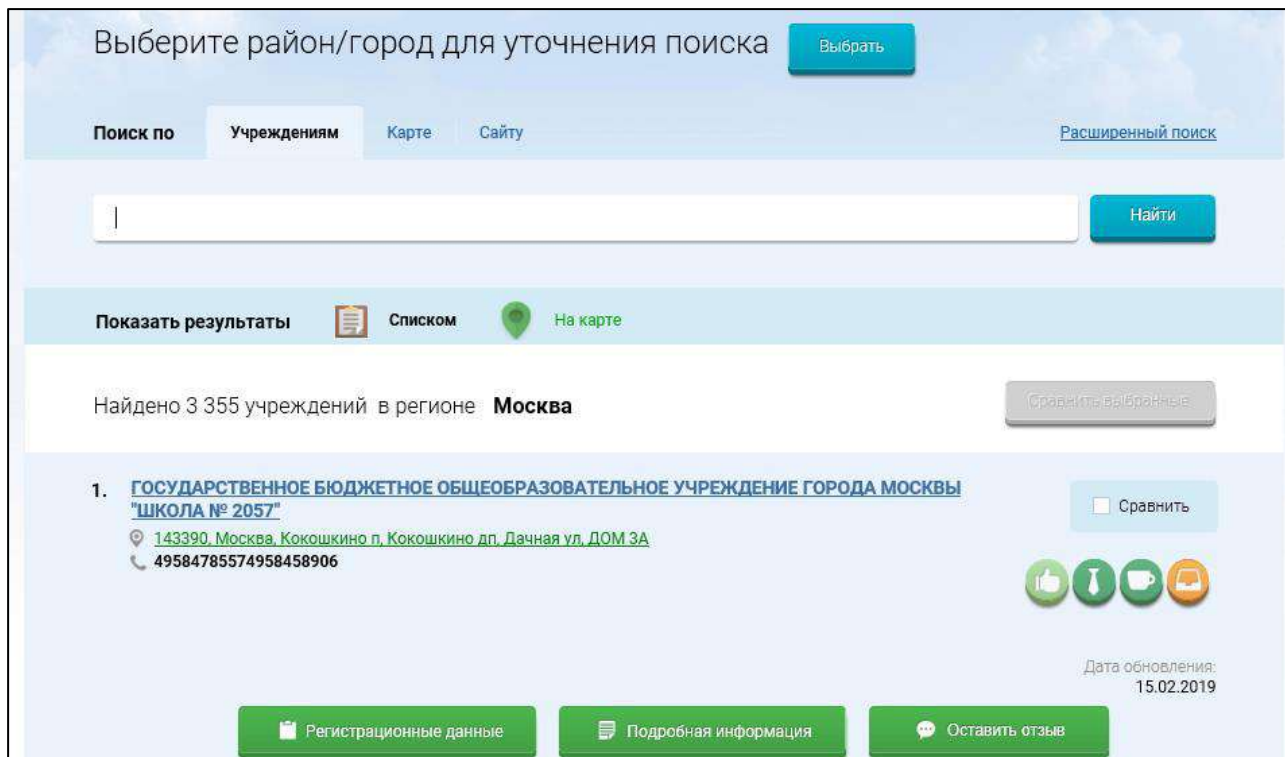 Выберите район/город для уточнения поиска Выбрать
Поиск по Учреждениям Карте Сайту Расширенный поиск
Найти
Показать результаты Списком На карте
Найдено 3 355 учреждений в регионе Москва Сравнить выбранные
1. ГОСУДАРСТВЕННОЕ БЮДЖЕТНОЕ ОБЩЕОБРАЗОВАТЕЛЬНОЕ УЧРЕЖДЕНИЕ ГОРОДА МОСКВЫ
"ШКОЛА № 2057"
Сравнить
143390, Москва, Кокошкино п, Кокошкино дп, Дачная ул, ДОМ 3А
49584785574958458906
Дата обновления:
15.02.2019
Регистрационные данные Подробная информация Оставить отзыв